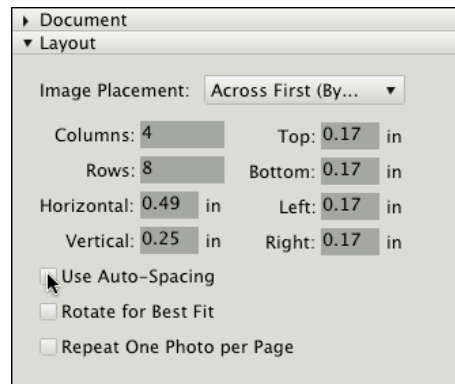 Document
Layout
Image Placement: Across First (By...
Columns: 4 Top: 0.17 in
Rows: 8 Bottom: 0.17 in
Horizontal: 0.49 in Left: 0.17 in
Vertical: 0.25 in Right: 0.17 in
Use Auto-Spacing
Rotate for Best Fit
Repeat One Photo per Page